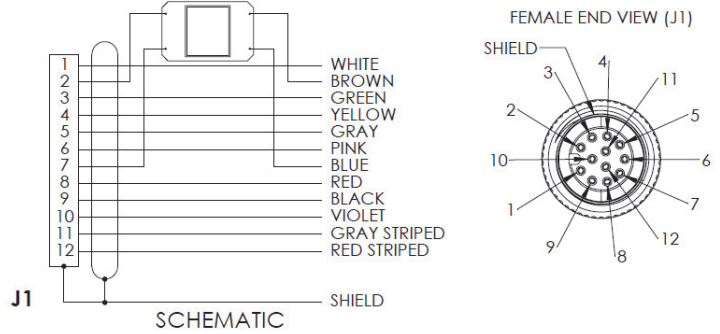 FEMALE END VIEW (J1)
SHIELD
3
4
11
2
5
10
6
1
7
9
8
12
1 WHITE
2 BROWN
3 GREEN
4 YELLOW
5 GRAY
6 PINK
7 BLUE
8 RED
9 BLACK
10 VIOLET
11 GRAY STRIPED
12 RED STRIPED
J1
SHIELD
SCHEMATIC